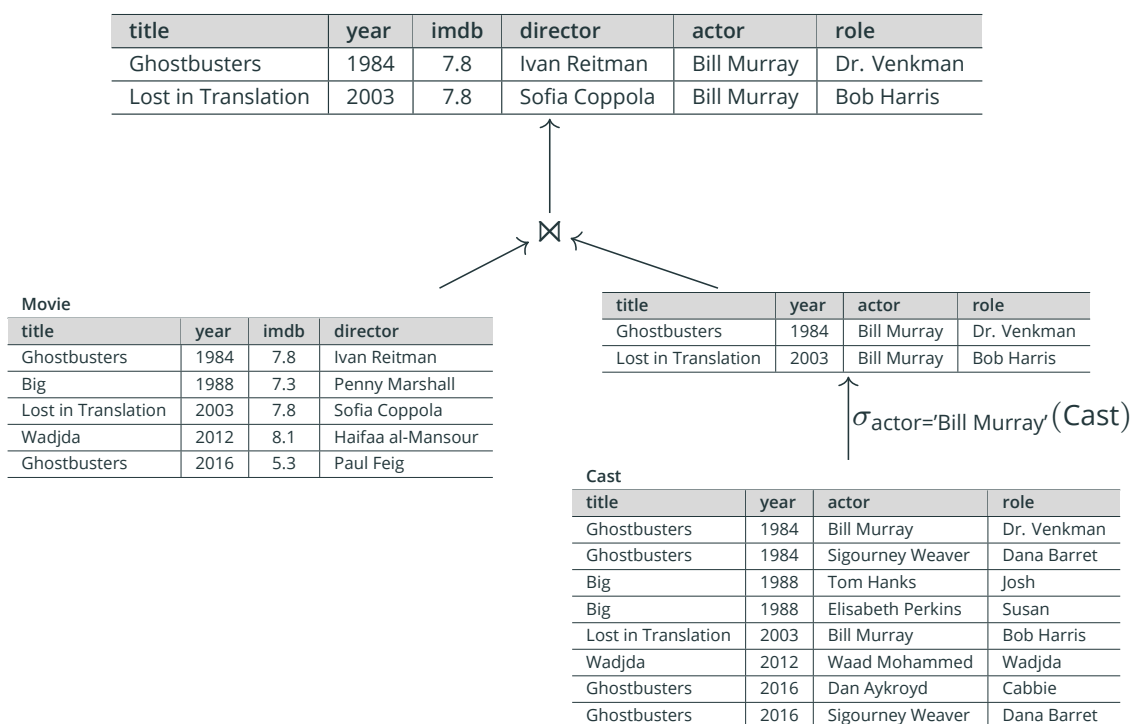 title year imdb director actor role
Ghostbusters 1984 7.8 Ivan Reitman Bill Murray Dr. Venkman
Lost in Translation 2003 7.8 Sofia Coppola Bill Murray Bob Harris
⋈
Movie
title year imdb director
Ghostbusters 1984 7.8 Ivan Reitman
Big 1988 7.3 Penny Marshall
Lost in Translation 2003 7.8 Sofia Coppola
Wadjda 2012 8.1 Haifaa al-Mansour
Ghostbusters 2016 5.3 Paul Feig
title year actor role
Ghostbusters 1984 Bill Murray Dr. Venkman
Lost in Translation 2003 Bill Murray Bob Harris
σactor='Bill Murray'(Cast)
Cast
title year actor role
Ghostbusters 1984 Bill Murray Dr. Venkman
Ghostbusters 1984 Sigourney Weaver Dana Barret
Big 1988 Tom Hanks Josh
Big 1988 Elisabeth Perkins Susan
Lost in Translation 2003 Bill Murray Bob Harris
Wadjda 2012 Waad Mohammed Wadjda
Ghostbusters 2016 Dan Aykroyd Cabbie
Ghostbusters 2016 Sigourney Weaver Dana Barret